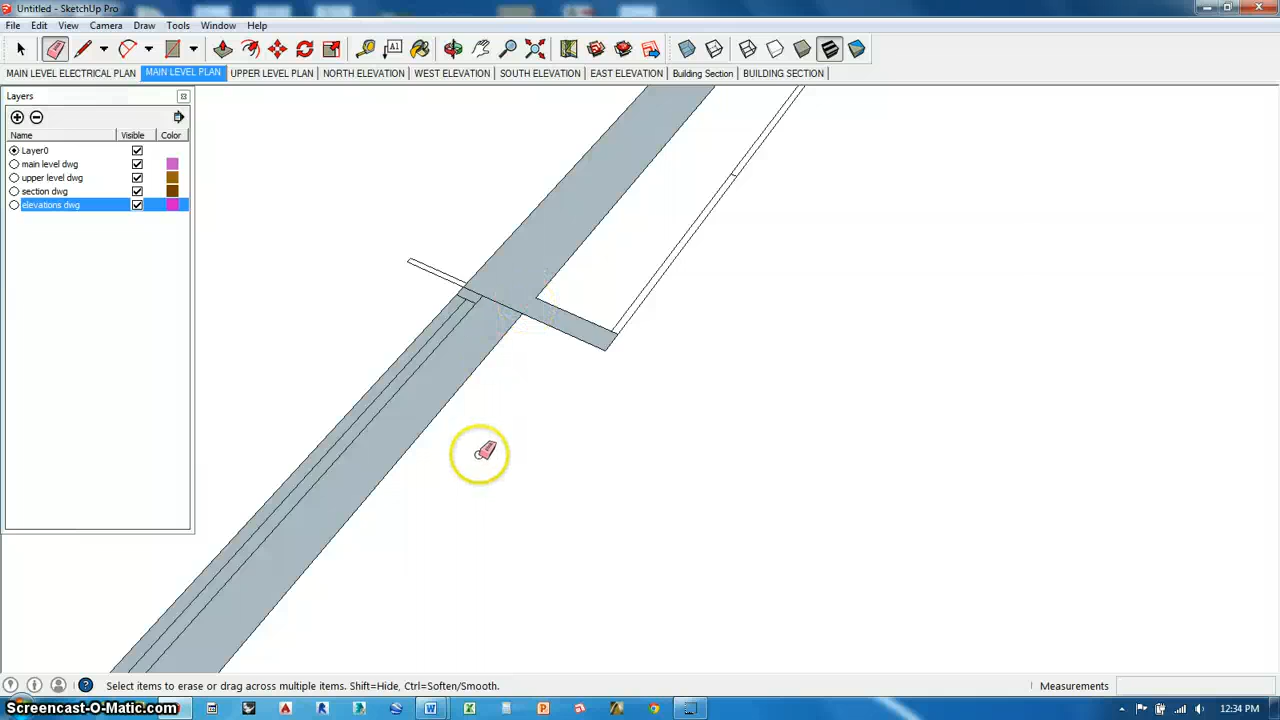 Untitled - SketchUp Pro
File Edit View Camera Draw Tools Window Help
A1
MAIN LEVEL ELECTRICAL PLAN MAIN LEVEL PLAN UPPER LEVEL PLAN NORTH ELEVATION WEST ELEVATION SOUTH ELEVATION EAST ELEVATION Building Section BUILDING SECTION
Layers
Name Visible Color
Layer0
main level dwg
upper level dwg
section dwg
elevations dwg
Select items to erase or drag across multiple items. Shift=Hide, Ctrl=Soften/Smooth. Measurements
Screencast-O-Matic.com 12:34 PM